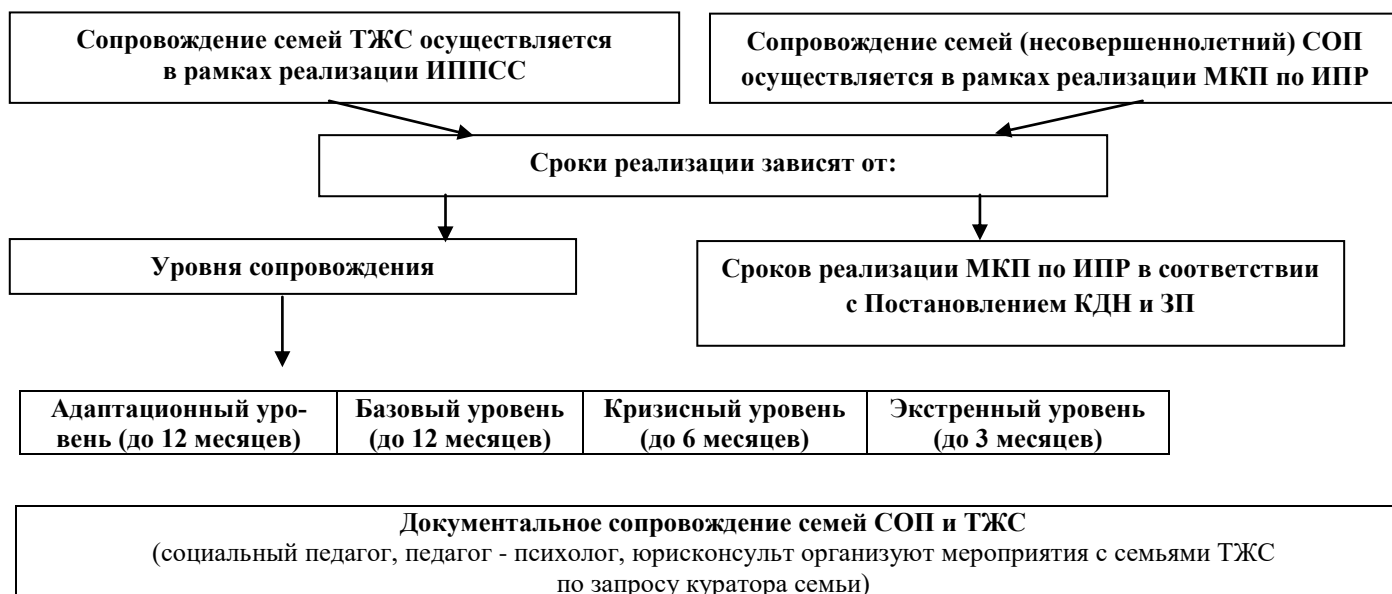 Сопровождение семей ТЖС осуществляется
в рамках реализации ИППСС
Сопровождение семей (несовершеннолетний) СОП
осуществляется в рамках реализации МКП по ИПР
Сроки реализации зависят от:
Уровня сопровождения
Сроков реализации МКП по ИПР в соответствии
с Постановлением КДН и ЗП
Адаптационный уро-
вень (до 12 месяцев)
Базовый уровень
(до 12 месяцев)
Кризисный уровень
(до 6 месяцев)
Экстренный уровень
(до 3 месяцев)
Документальное сопровождение семей СОП и ТЖС
(социальный педагог, педагог - психолог, юрисконсульт организуют мероприятия с семьями ТЖС
по запросу куратора семьи)